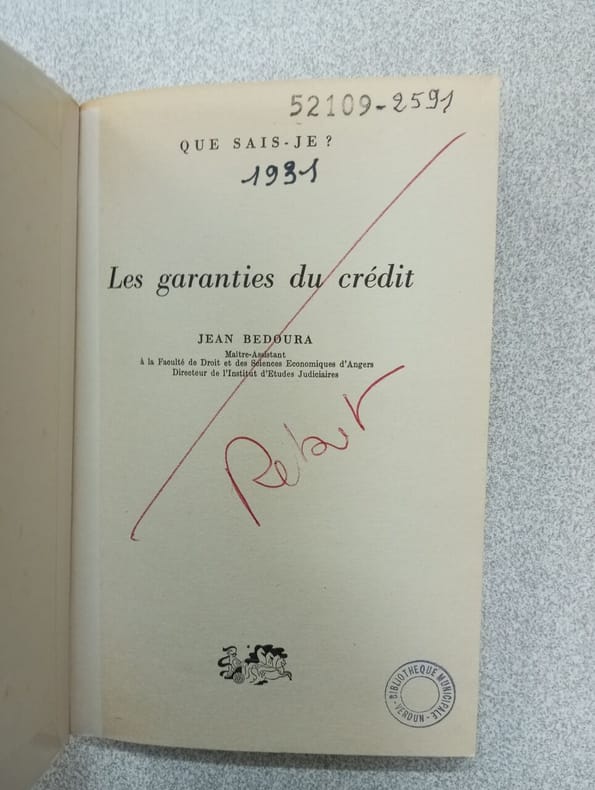 52109-2591
QUE SAIS-JE ?
1931
Les garanties du crédit
JEAN BEDOURA
Maître-Assistant
à la Faculté de Droit et des Sciences Economiques d'Angers
Directeur de l'Institut d'Etudes Judiciaires
BIBLIOTHEQUE MUNICIPALE
VERDUN